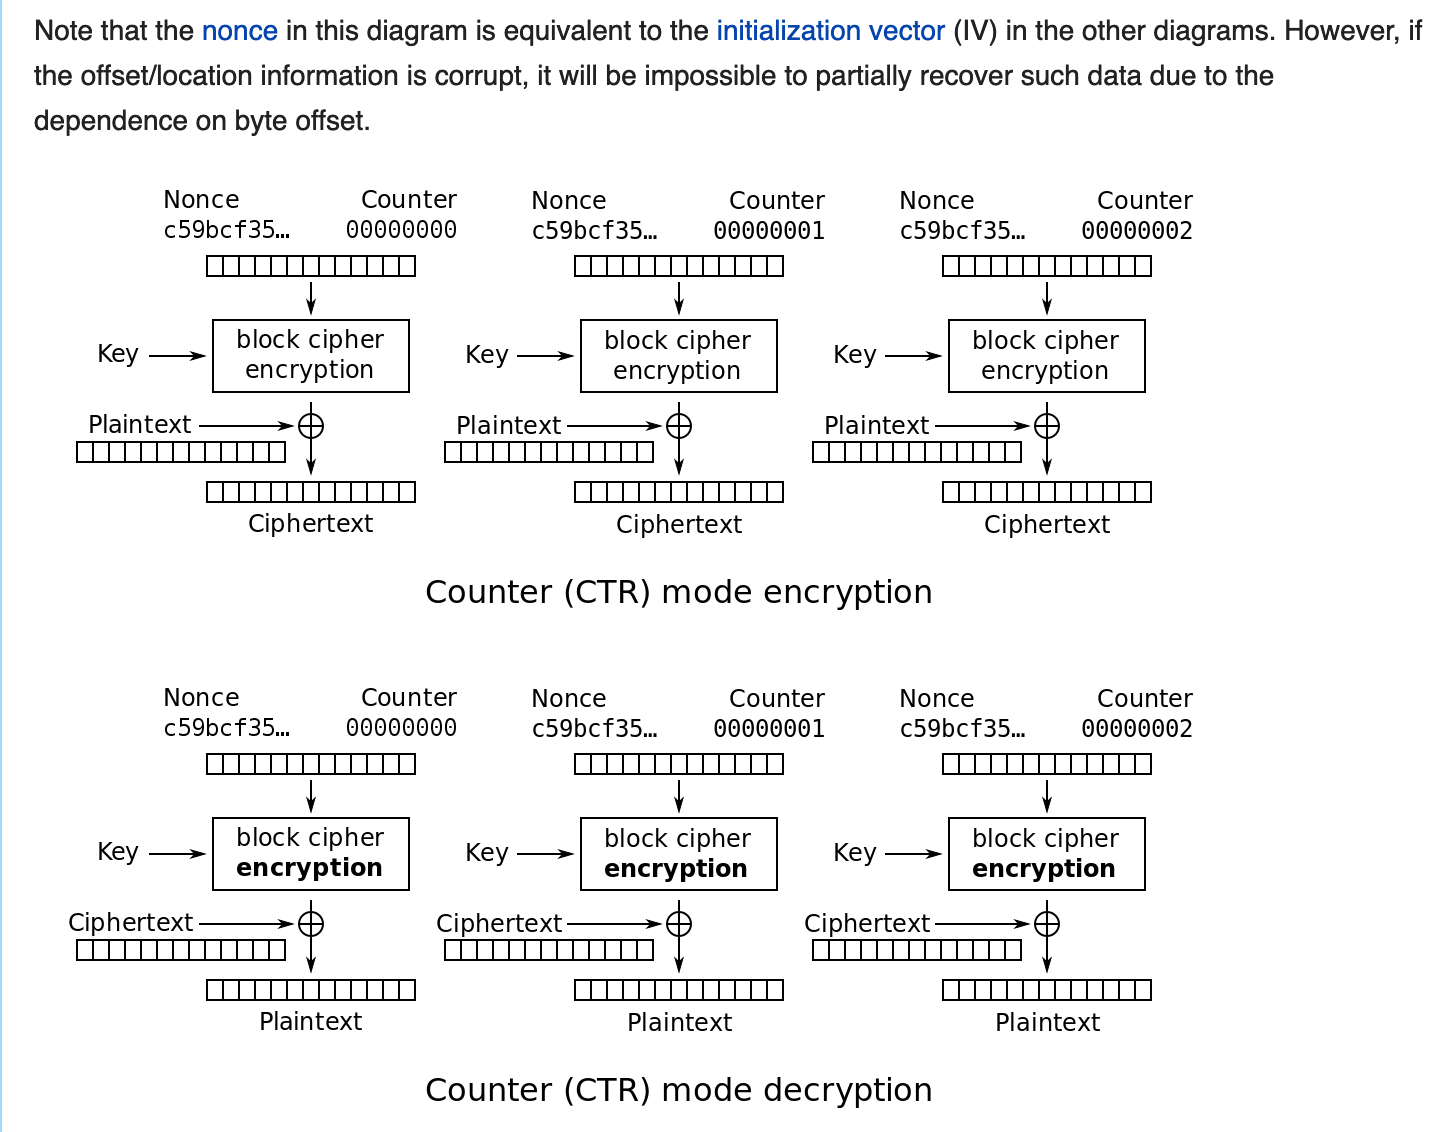 Note that the nonce in this diagram is equivalent to the initialization vector (IV) in the other diagrams. However, if
the offset/location information is corrupt, it will be impossible to partially recover such data due to the
dependence on byte offset.
Nonce Counter Nonce Counter Nonce Counter
c59bcf35… 00000000 c59bcf35… 00000001 c59bcf35… 00000002
block cipher block cipher block cipher
Key encryption Key encryption Key encryption
Plaintext Plaintext Plaintext
Ciphertext Ciphertext Ciphertext
Counter (CTR) mode encryption
Nonce Counter Nonce Counter Nonce Counter
c59bcf35… 00000000 c59bcf35… 00000001 c59bcf35… 00000002
block cipher block cipher block cipher
Key encryption Key encryption Key encryption
Ciphertext Ciphertext Ciphertext
Plaintext Plaintext Plaintext
Counter (CTR) mode decryption